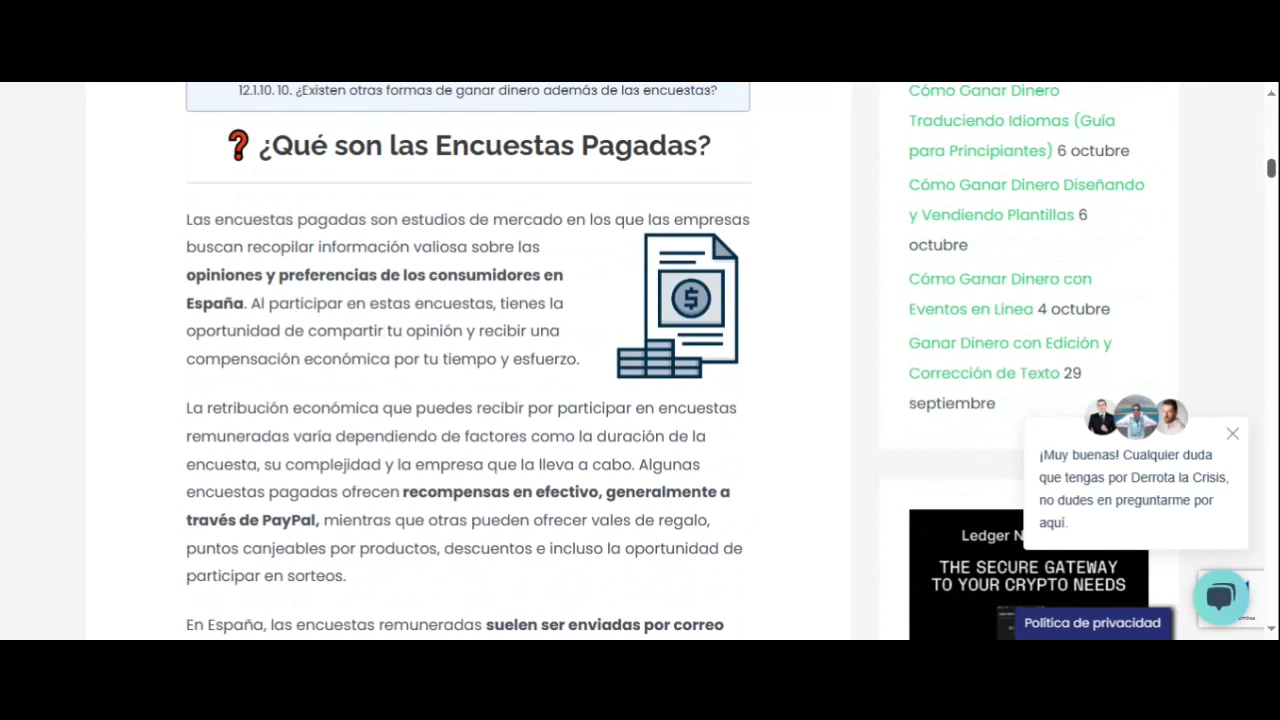 12.1.10. 10. ¿Existen otras formas de ganar dinero además de las encuestas?
¿Qué son las Encuestas Pagadas?
Las encuestas pagadas son estudios de mercado en los que las empresas
buscan recopilar información valiosa sobre las
opiniones y preferencias de los consumidores en
España. Al participar en estas encuestas, tienes la
oportunidad de compartir tu opinión y recibir una
compensación económica por tu tiempo y esfuerzo.
La retribución económica que puedes recibir por participar en encuestas
remuneradas varía dependiendo de factores como la duración de la
encuesta, su complejidad y la empresa que la lleva a cabo. Algunas
encuestas pagadas ofrecen recompensas en efectivo, generalmente a
través de PayPal, mientras que otras pueden ofrecer vales de regalo,
puntos canjeables por productos, descuentos e incluso la oportunidad de
participar en sorteos.
En España, las encuestas remuneradas suelen ser enviadas por correo
Cómo Ganar Dinero
Traduciendo Idiomas (Guía
para Principiantes) 6 octubre
Cómo Ganar Dinero Diseñando
y Vendiendo Plantillas 6
octubre
Cómo Ganar Dinero con
Eventos en Línea 4 octubre
Ganar Dinero con Edición y
Corrección de Texto 29
septiembre
¡Muy buenas! Cualquier duda
que tengas por Derrota la Crisis,
no dudes en preguntarme por
aquí.
Ledger
THE SECURE GATEWAY
TO YOUR CRYPTO NEEDS
Política de privacidad